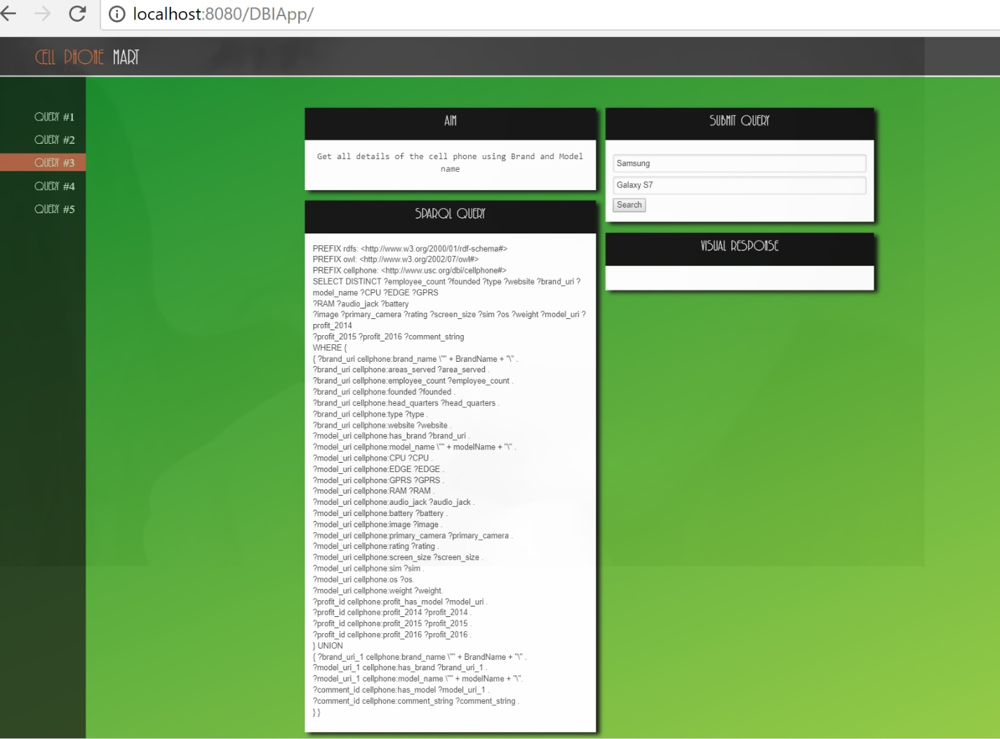 localhost:8080/DBIApp/
CELL PHONE MART
QUERY #1
QUERY #2
QUERY #3
QUERY #4
QUERY #5
AIM
Get all details of the cell phone using Brand and Model
name
SPARQL QUERY
PREFIX rdfs: <http://www.w3.org/2000/01/rdf-schema#>
PREFIX owl: <http://www.w3.org/2002/07/owl#>
PREFIX cellphone: <http://www.usc.org/dbi/cellphone#>
SELECT DISTINCT ?employee_count ?founded ?type ?website ?brand_uri ?
model_name ?CPU ?EDGE ?GPRS
?RAM ?audio_jack ?battery
?image ?primary_camera ?rating ?screen_size ?sim ?os ?weight ?model_uri ?
profit_2014
?profit_2015 ?profit_2016 ?comment_string
WHERE {
{ ?brand_uri cellphone:brand_name \"" + BrandName + "\" .
?brand_uri cellphone:areas_served ?area_served .
?brand_uri cellphone:employee_count ?employee_count .
?brand_uri cellphone:founded ?founded .
?brand_uri cellphone:head_quarters ?head_quarters .
?brand_uri cellphone:type ?type .
?brand_uri cellphone:website ?website .
?model_uri cellphone:has_brand ?brand_uri .
?model_uri cellphone:model_name \"" + modelName + "\" .
?model_uri cellphone:CPU ?CPU .
?model_uri cellphone:EDGE ?EDGE .
?model_uri cellphone:GPRS ?GPRS .
?model_uri cellphone:RAM ?RAM .
?model_uri cellphone:audio_jack ?audio_jack .
?model_uri cellphone:battery ?battery .
?model_uri cellphone:image ?image .
?model_uri cellphone:primary_camera ?primary_camera .
?model_uri cellphone:rating ?rating .
?model_uri cellphone:screen_size ?screen_size .
?model_uri cellphone:sim ?sim .
?model_uri cellphone:os ?os.
?model_uri cellphone:weight ?weight.
?profit_id cellphone:profit_has_model ?model_uri .
?profit_id cellphone:profit_2014 ?profit_2014 .
?profit_id cellphone:profit_2015 ?profit_2015 .
?profit_id cellphone:profit_2016 ?profit_2016 .
} UNION
{ ?brand_uri_1 cellphone:brand_name \"" + BrandName + "\" .
?model_uri_1 cellphone:has_brand ?brand_uri_1 .
?model_uri_1 cellphone:model_name \"" + modelName + "\".
?comment_id cellphone:has_model ?model_uri_1 .
?comment_id cellphone:comment_string ?comment_string .
} }
SUBMIT QUERY
Samsung
Galaxy S7
Search
VISUAL RESPONSE